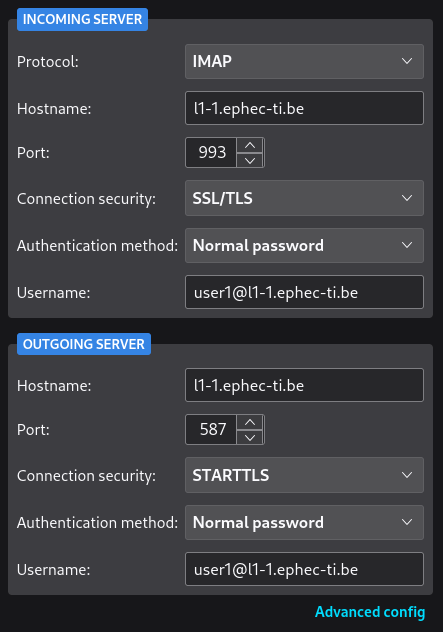 INCOMING SERVER
Protocol: IMAP
Hostname: l1-1.ephec-ti.be
Port: 993
Connection security: SSL/TLS
Authentication method: Normal password
Username: user1@l1-1.ephec-ti.be
OUTGOING SERVER
Hostname: l1-1.ephec-ti.be
Port: 587
Connection security: STARTTLS
Authentication method: Normal password
Username: user1@l1-1.ephec-ti.be
Advanced config